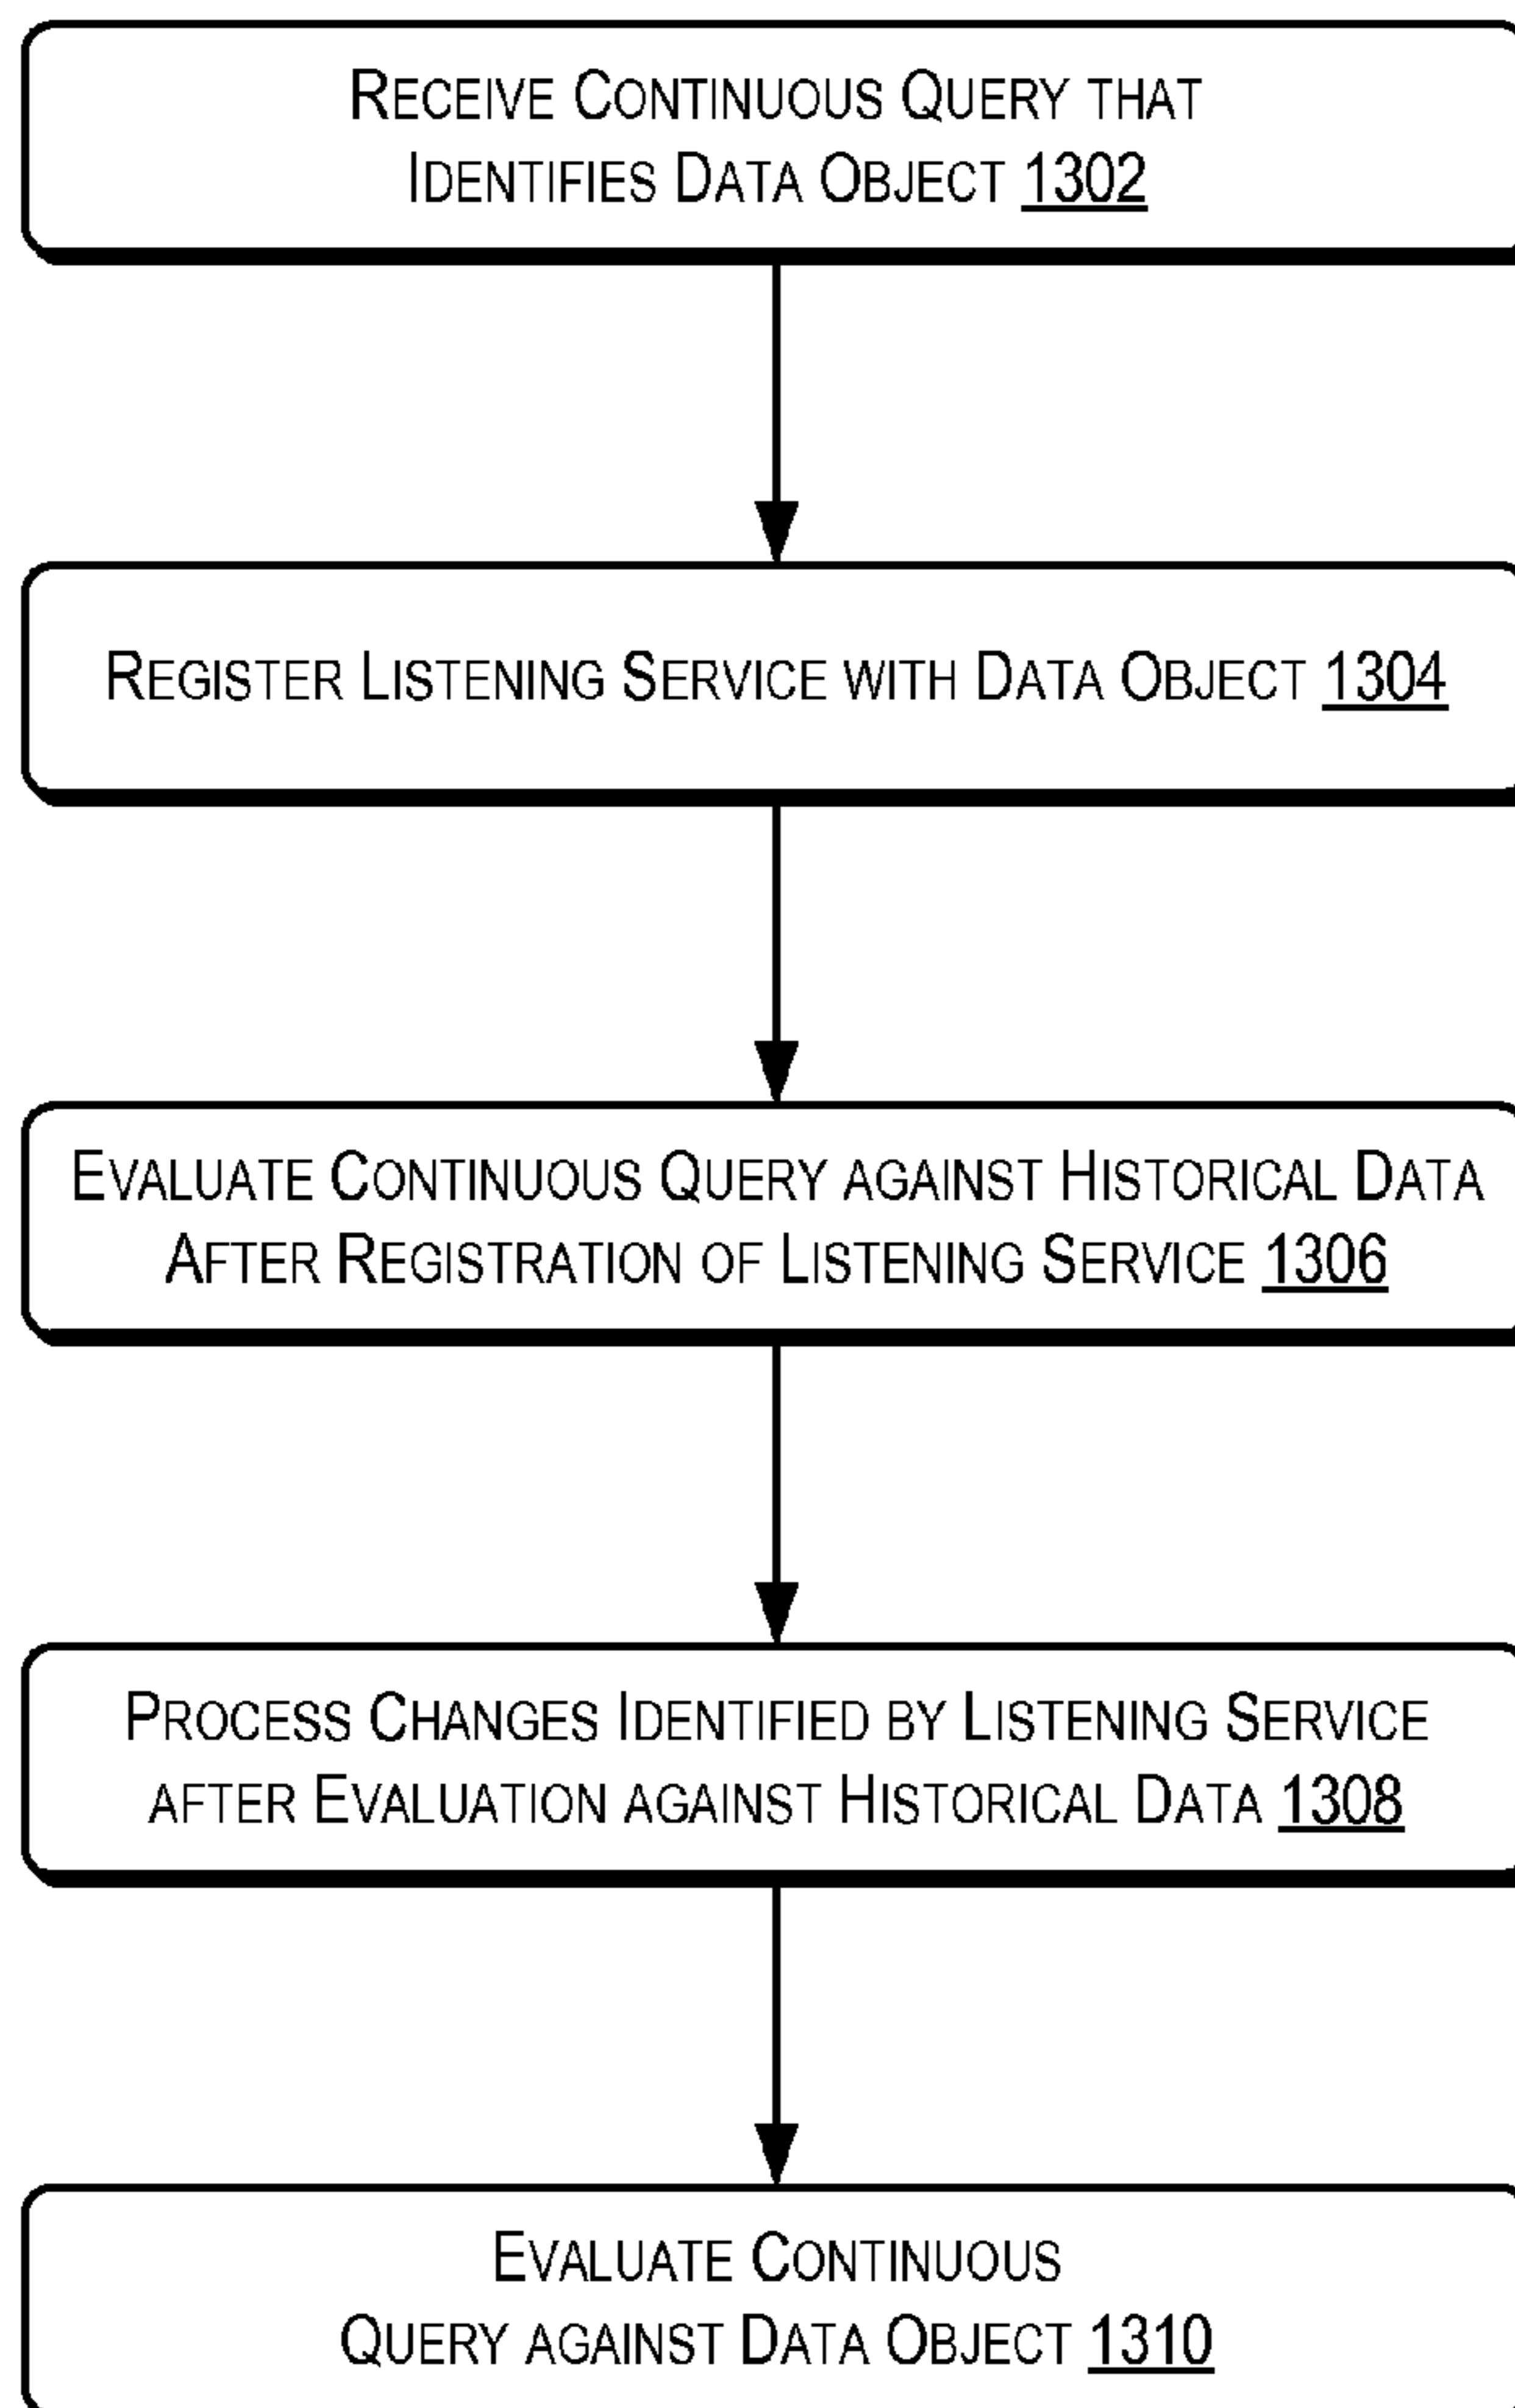 RECEIVE CONTINUOUS QUERY THAT
IDENTIFIES DATA OBJECT 1302
REGISTER LISTENING SERVICE WITH DATA OBJECT 1304
EVALUATE CONTINUOUS QUERY AGAINST HISTORICAL DATA
AFTER REGISTRATION OF LISTENING SERVICE 1306
PROCESS CHANGES IDENTIFIED BY LISTENING SERVICE
AFTER EVALUATION AGAINST HISTORICAL DATA 1308
EVALUATE CONTINUOUS
QUERY AGAINST DATA OBJECT 1310